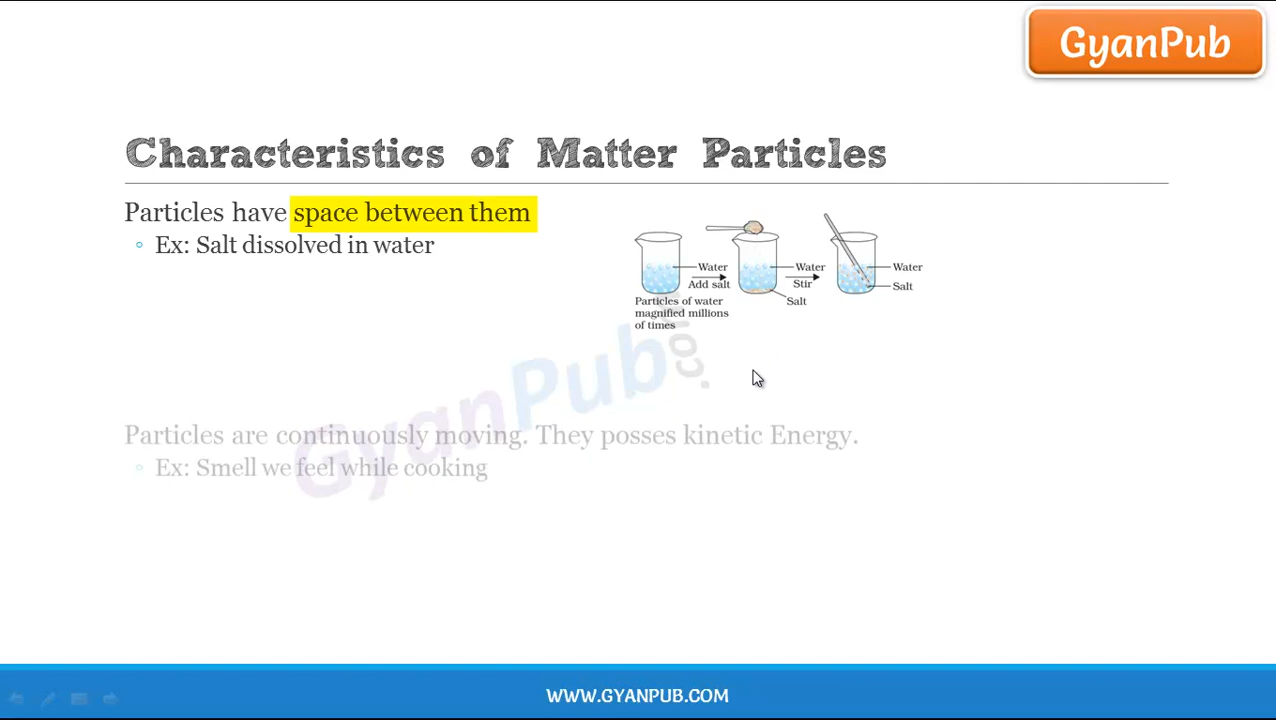 GyanPub
Characteristics of Matter Particles
Particles have space between them
Ex: Salt dissolved in water
Water
Add salt
Particles of water
magnified millions
of times
Water
Stir
Salt
Water
Salt
GyanPub.com
Particles are continuously moving. They posses kinetic Energy.
Ex: Smell we feel while cooking
WWW.GYANPUB.COM